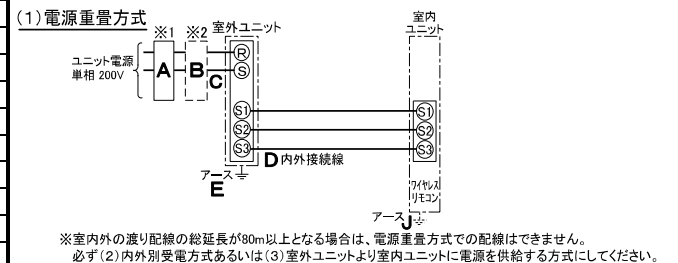 (1)電源重畳方式
※1 ※2 室外ユニット
室内
ユニット
ユニット電源
単相 200V
A B C
R
S
S1
S2
S3
S1
S2
S3
D 内外接続線
アース
E
ワイヤレス
リモコン
アース J
※室内外の渡り配線の総延長が80m以上となる場合は、電源重畳方式での配線はできません。
必ず(2)内外別受電方式あるいは(3)室外ユニットより室内ユニットに電源を供給する方式にしてください。